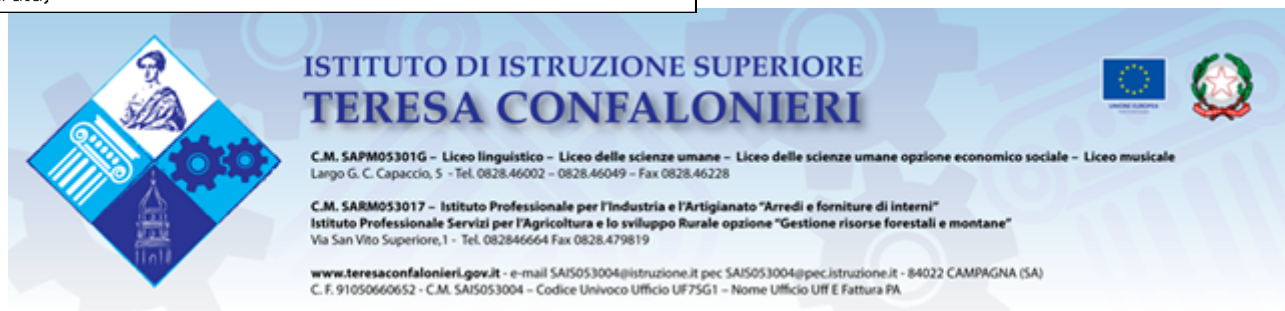 ISTITUTO DI ISTRUZIONE SUPERIORE
TERESA CONFALONIERI
UNIONE EUROPEA
C.M. SAPM05301G – Liceo linguistico – Liceo delle scienze umane – Liceo delle scienze umane opzione economico sociale – Liceo musicale
Largo G. C. Capaccio, 5 - Tel. 0828.46002 – 0828.46049 – Fax 0828.46228
C.M. SARM053017 – Istituto Professionale per l'Industria e l'Artigianato "Arredi e forniture di interni"
Istituto Professionale Servizi per l'Agricoltura e lo sviluppo Rurale opzione "Gestione risorse forestali e montane"
Via San Vito Superiore,1 - Tel. 082846664 Fax 0828.479819
www.teresaconfalonieri.gov.it - e-mail SAIS053004@istruzione.it pec SAIS053004@pec.istruzione.it - 84022 CAMPAGNA (SA)
C. F. 91050660652 - C.M. SAIS053004 – Codice Univoco Ufficio UF7SG1 – Nome Ufficio Uff E Fattura PA